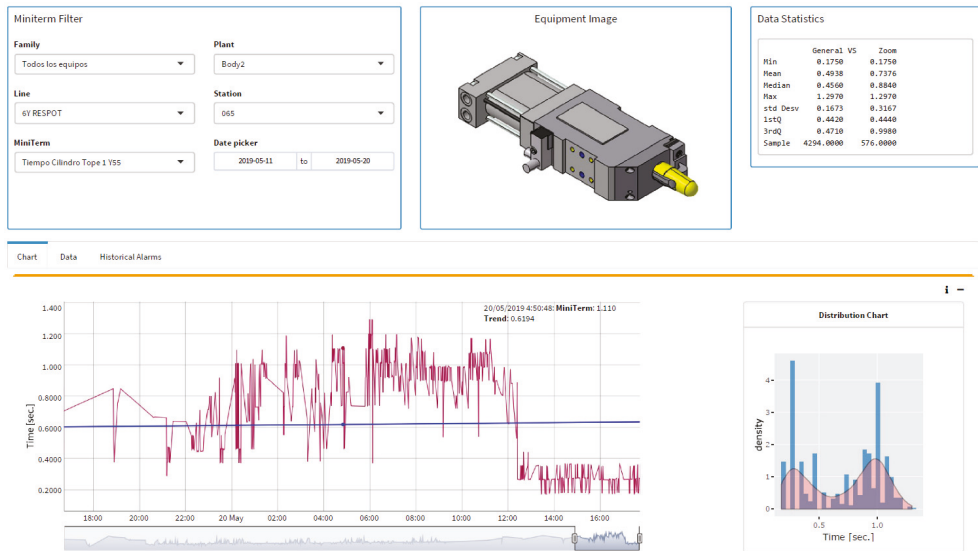 Miniterm Filter
Family
Plant
Todos los equipos
Body2
Line
Station
6Y RESPOT
065
MiniTerm
Date picker
Tiempo Cilindro Tope 1 Y55
2019-05-11 to 2019-05-20
Equipment Image
Data Statistics
General VS Zoom
Min 0.1750 0.1750
Mean 0.4938 0.7376
Median 0.4560 0.8840
Max 1.2970 1.2970
std Desv 0.1673 0.3167
1stQ 0.4420 0.4440
3rdQ 0.4710 0.9980
Sample 4294.0000 576.0000
Chart Data Historical Alarms
i −
20/05/2019 4:50:48: MiniTerm: 1.110
Trend: 0.6194
Time [sec.]
1.400
1.200
1.000
0.8000
0.6000
0.4000
0.2000
18:00 20:00 22:00 20 May 02:00 04:00 06:00 08:00 10:00 12:00 14:00 16:00
Distribution Chart
density
4-
3-
2-
1-
0-
0.5 1.0
Time [sec.]